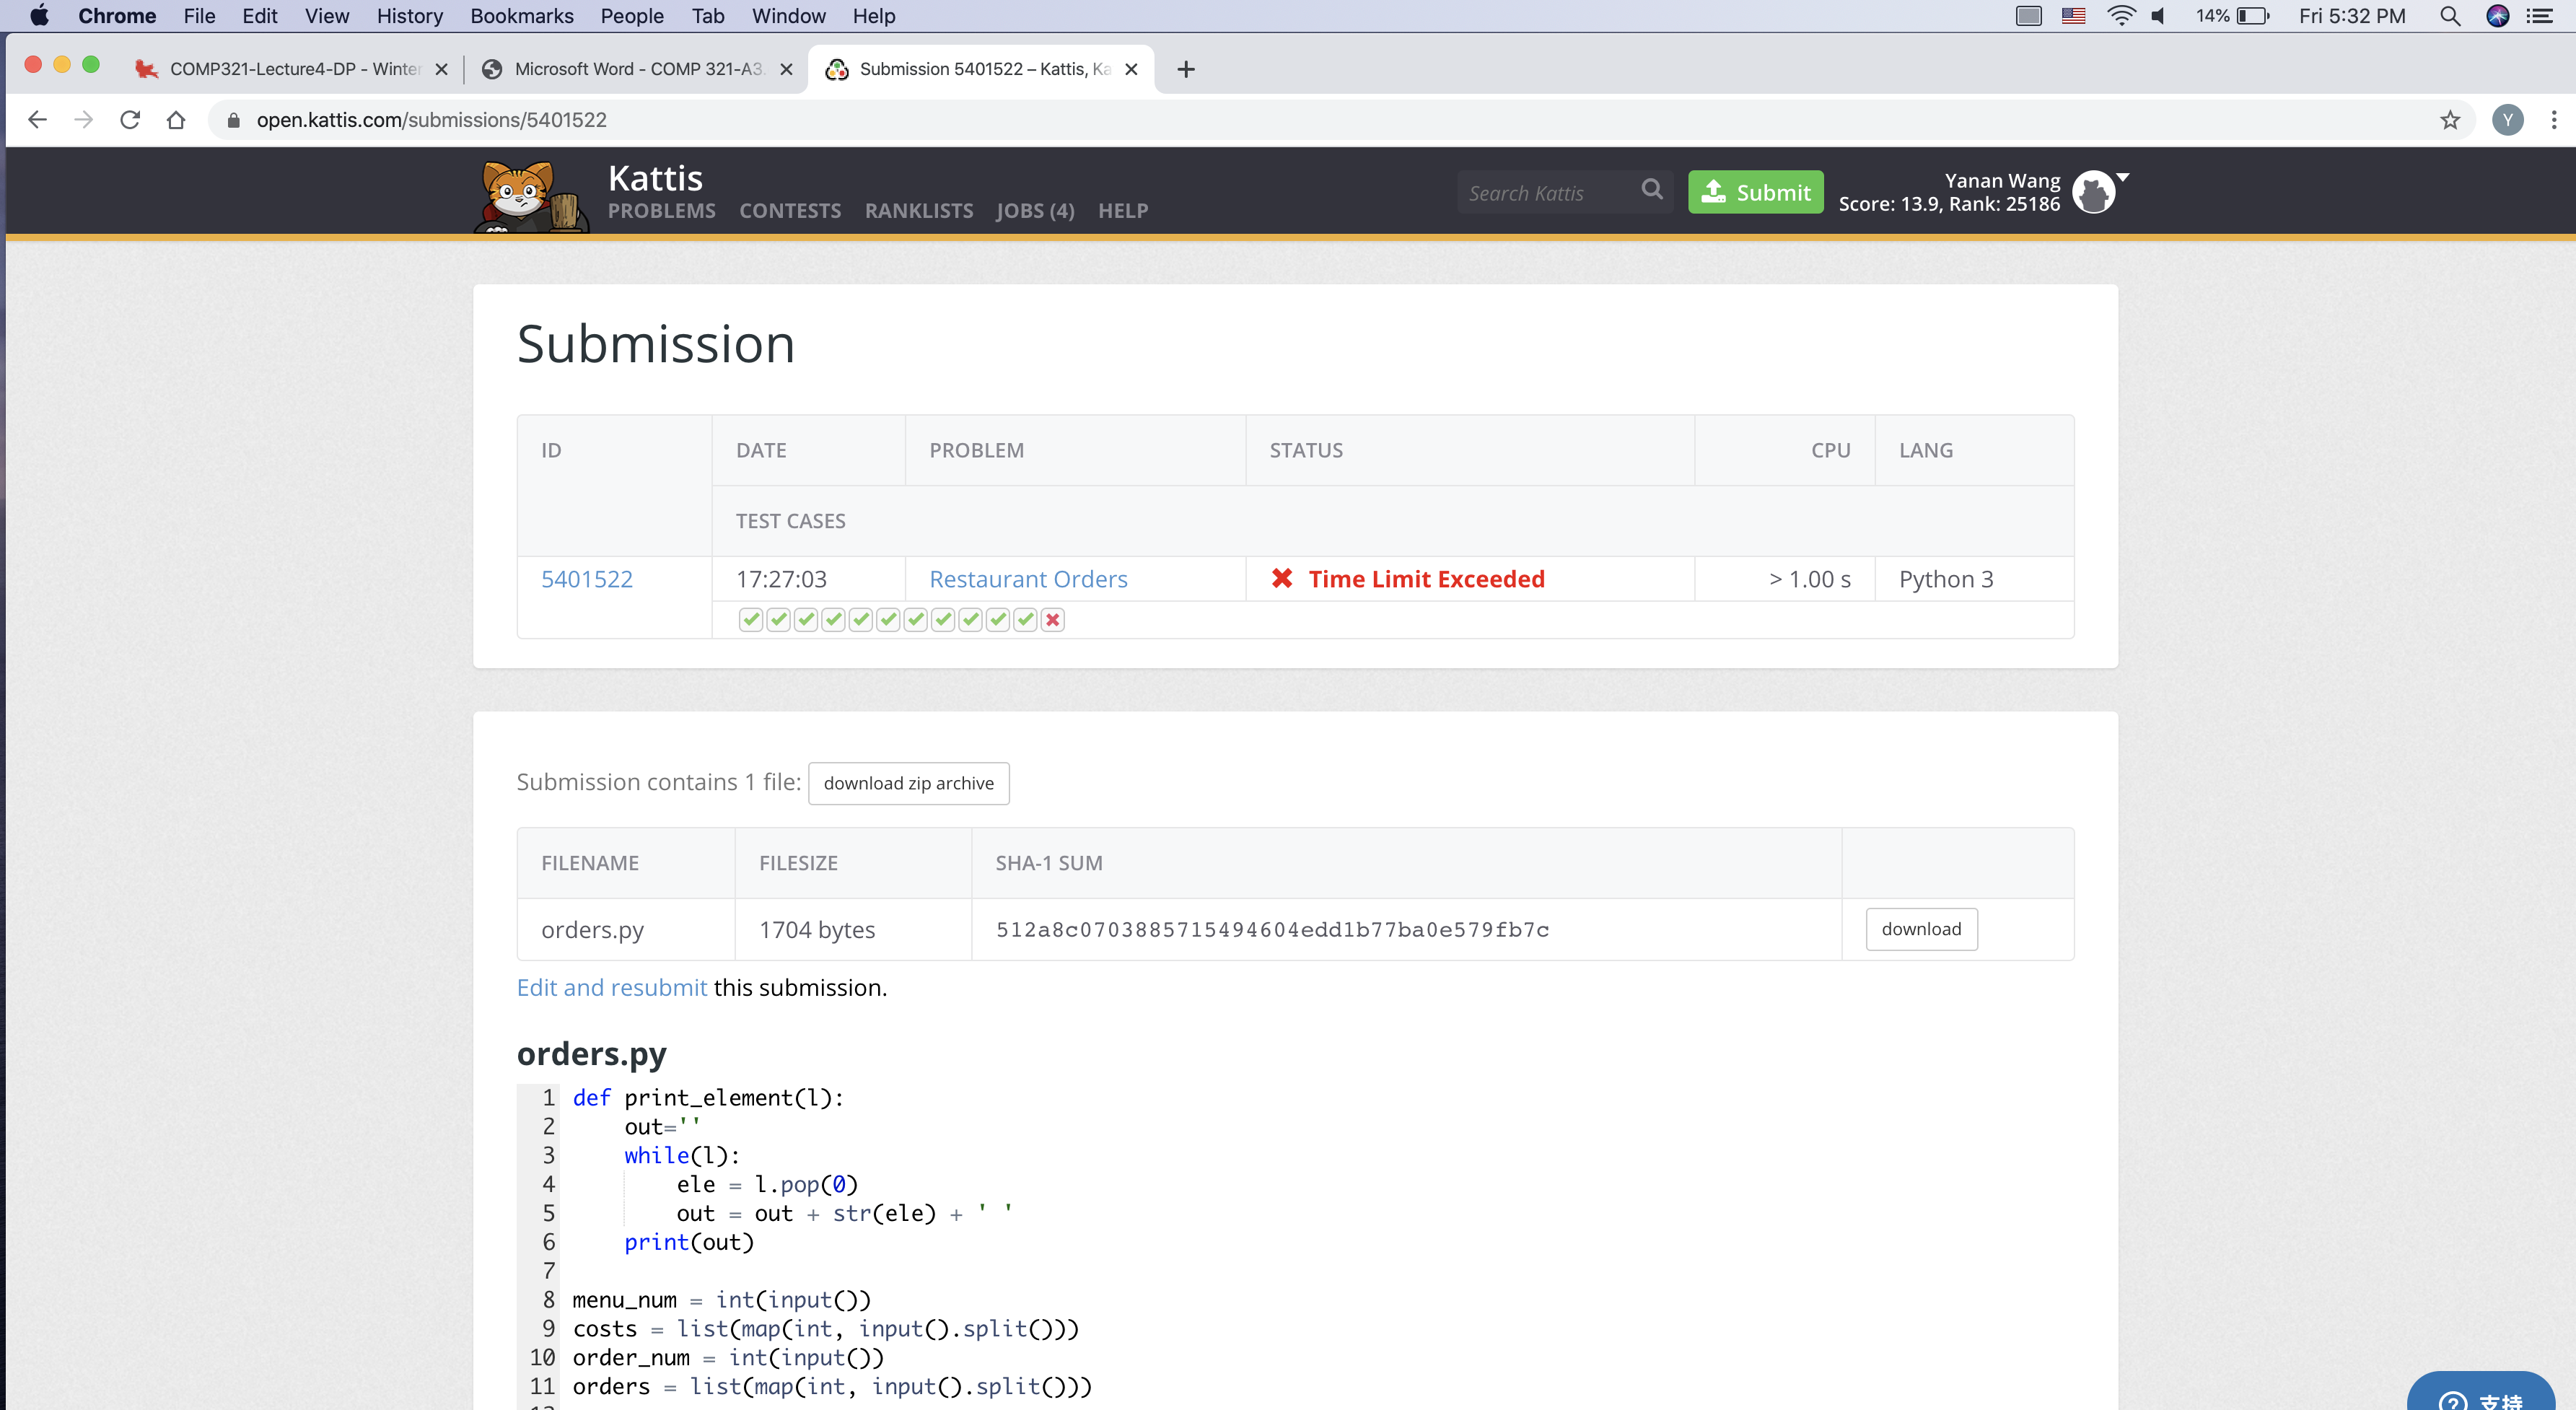 Chrome File Edit View History Bookmarks People Tab Window Help 14% Fri 5:32 PM
COMP321-Lecture4-DP - Winter Microsoft Word - COMP 321-A3. Submission 5401522 – Kattis, Ka
open.kattis.com/submissions/5401522 Y
Kattis
PROBLEMS CONTESTS RANKLISTS JOBS (4) HELP
Search Kattis Submit
Yanan Wang
Score: 13.9, Rank: 25186
Submission
ID DATE PROBLEM STATUS CPU LANG
TEST CASES
5401522 17:27:03 Restaurant Orders Time Limit Exceeded > 1.00 s Python 3
Submission contains 1 file: download zip archive
FILENAME FILESIZE SHA-1 SUM
orders.py 1704 bytes 512a8c0703885715494604edd1b77ba0e579fb7c download
Edit and resubmit this submission.
orders.py
1 def print_element(l):
2     out=''
3     while(l):
4         ele = l.pop(0)
5         out = out + str(ele) + ' '
6     print(out)
7
8 menu_num = int(input())
9 costs = list(map(int, input().split()))
10 order_num = int(input())
11 orders = list(map(int, input().split()))
支持